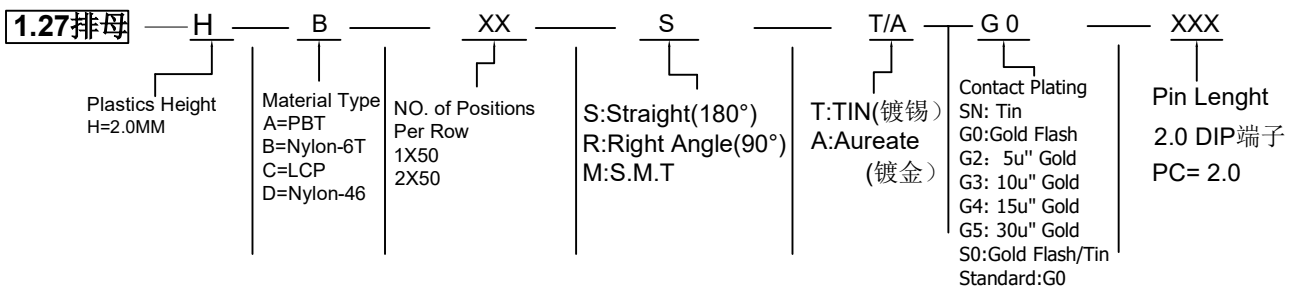 1.27排母 H B XX S T/A G 0 XXX
Plastics Height
H=2.0MM
Material Type
A=PBT
B=Nylon-6T
C=LCP
D=Nylon-46
NO. of Positions
Per Row
1X50
2X50
S:Straight(180°)
R:Right Angle(90°)
M:S.M.T
T:TIN(镀锡）
A:Aureate
(镀金）
Contact Plating
SN: Tin
G0:Gold Flash
G2：5u" Gold
G3: 10u" Gold
G4: 15u" Gold
G5: 30u" Gold
S0:Gold Flash/Tin
Standard:G0
Pin Lenght
2.0 DIP端子
PC= 2.0